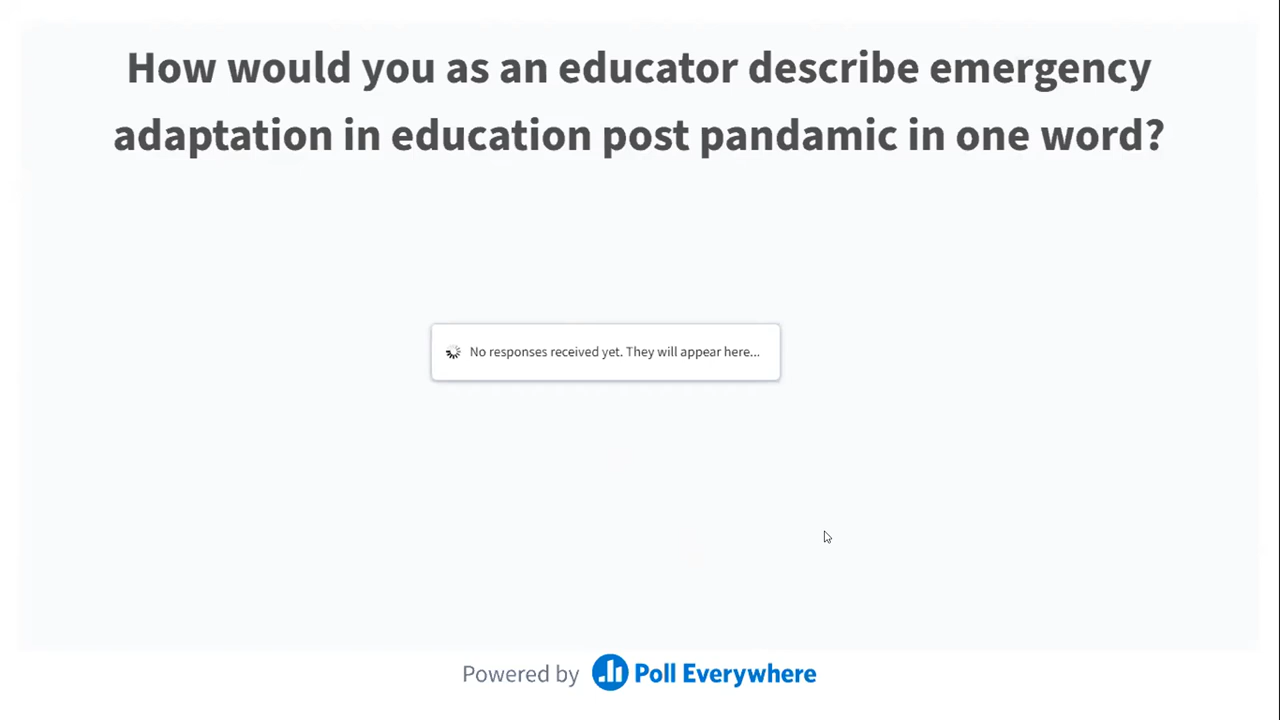 How would you as an educator describe emergency
adaptation in education post pandamic in one word?
No responses received yet. They will appear here...
Powered by Poll Everywhere